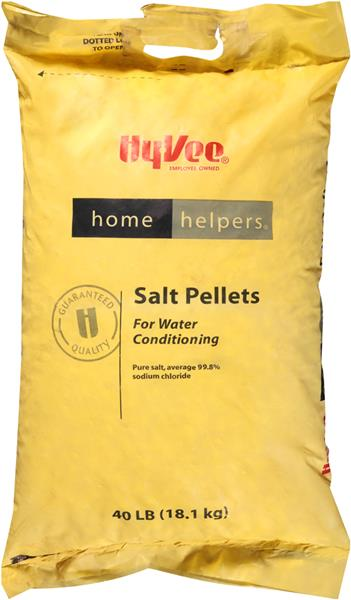 DOTTED L
TO OPE
HyVee®
EMPLOYEE OWNED
home helpers®
GUARANTEED
H
QUALITY
Salt Pellets
For Water
Conditioning
Pure salt, average 99.8%
sodium chloride
40 LB (18.1 kg)